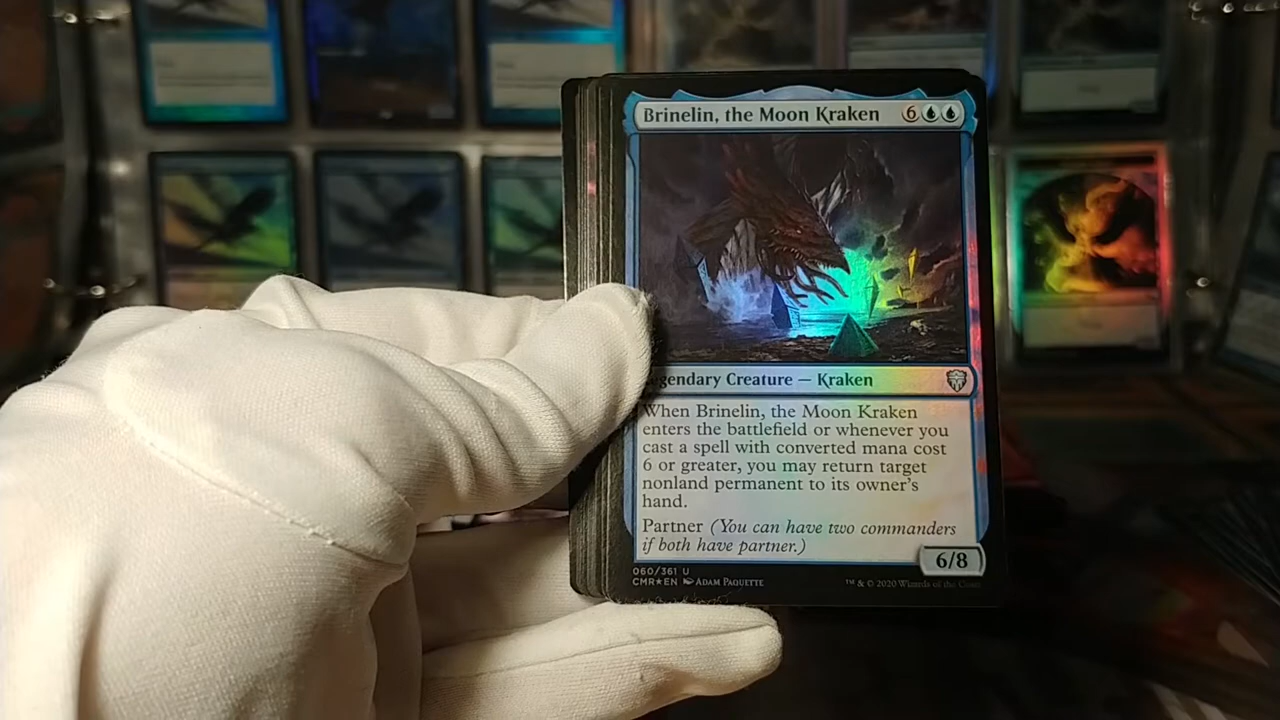 Brinelin, the Moon Kraken 6
egendary Creature — Kraken
When Brinelin, the Moon Kraken
enters the battlefield or whenever you
cast a spell with converted mana cost
6 or greater, you may return target
nonland permanent to its owner's
hand.
Partner (You can have two commanders
if both have partner.)
6/8
060/361 U
CMR★EN ADAM PAQUETTE
™ & © 2020 Wizards of the Coast